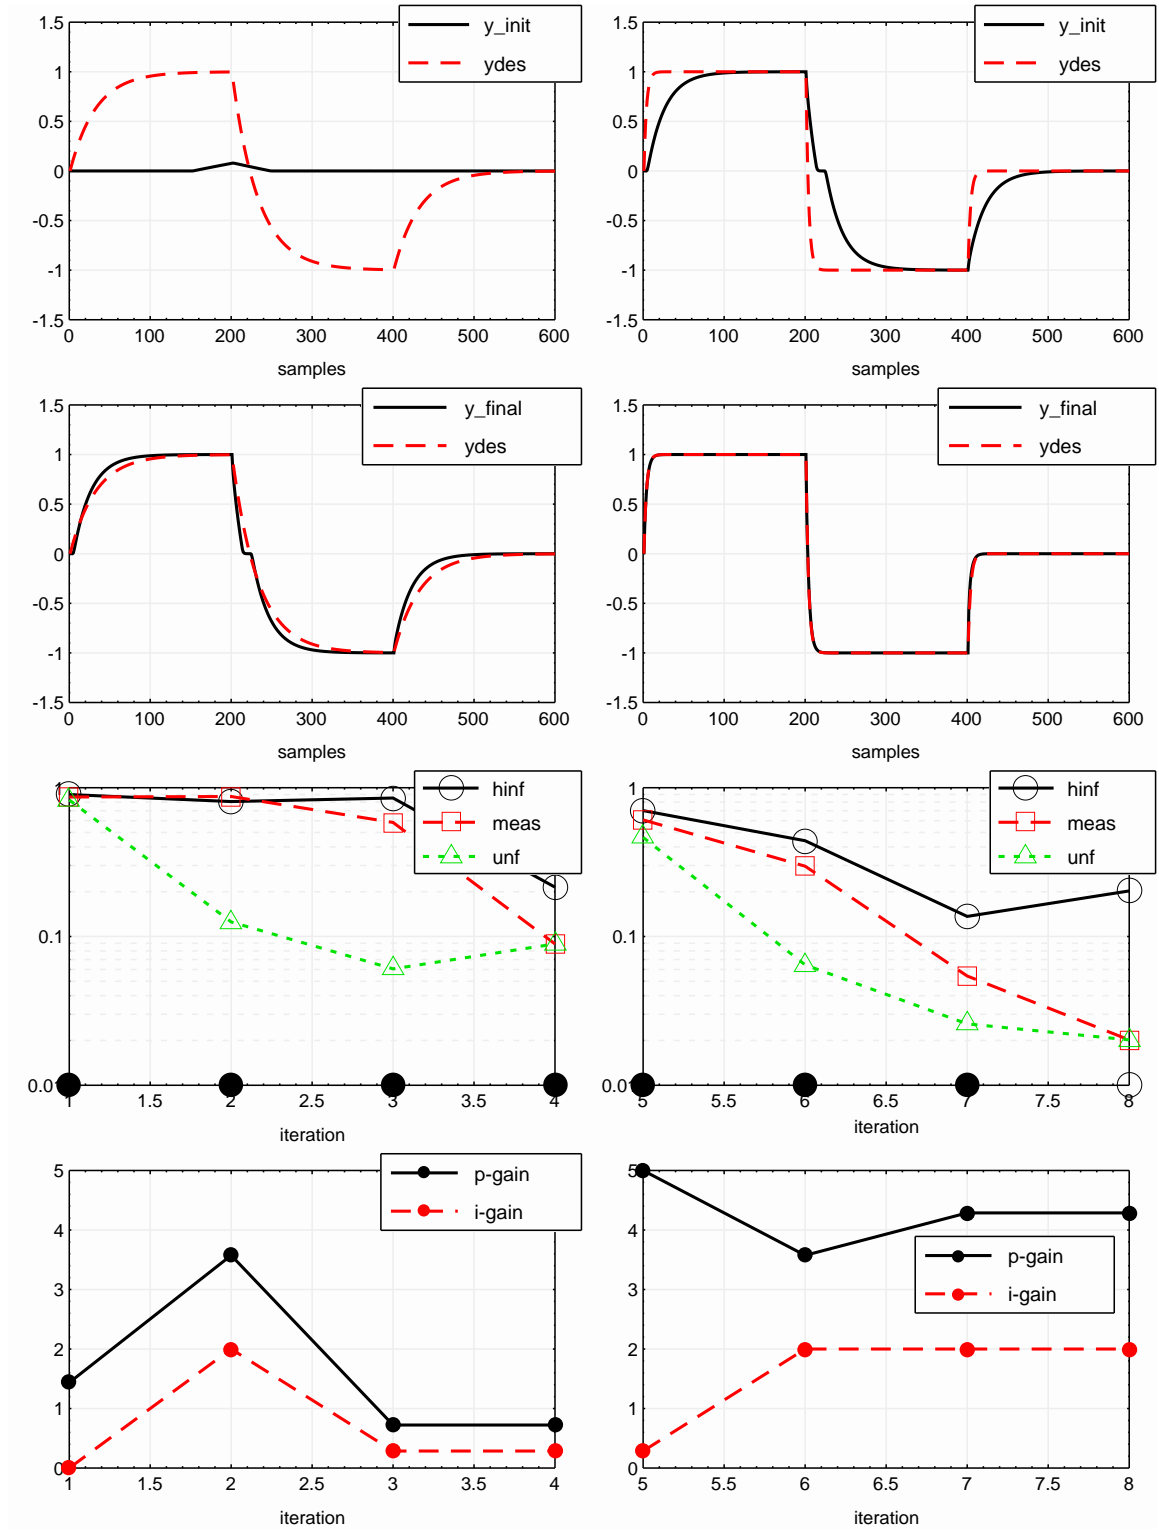 1.5 y_init 1.5 y_init
1 ydes 1 ydes
0.5 0.5
0 0
-0.5 -0.5
-1 -1
-1.5 -1.5
0 100 200 300 400 500 600 0 100 200 300 400 500 600
samples samples
1.5 y_final 1.5 y_final
1 ydes 1 ydes
0.5 0.5
0 0
-0.5 -0.5
-1 -1
-1.5 -1.5
0 100 200 300 400 500 600 0 100 200 300 400 500 600
samples samples
1 hinf 1 hinf
meas meas
unf unf
0.1 0.1
0.0 0.0
1 1.5 2 2.5 3 3.5 4 5 5.5 6 6.5 7 7.5 8
iteration iteration
5 p-gain 5
4 i-gain 4
3 3 p-gain
2 i-gain 2
1 1
0 0
1 1.5 2 2.5 3 3.5 4 5 5.5 6 6.5 7 7.5 8
iteration iteration